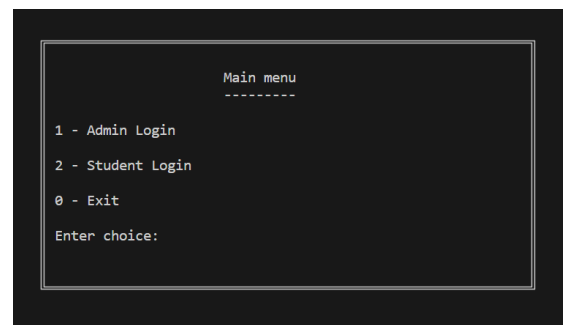 Main menu
---------
1 - Admin Login
2 - Student Login
0 - Exit
Enter choice: